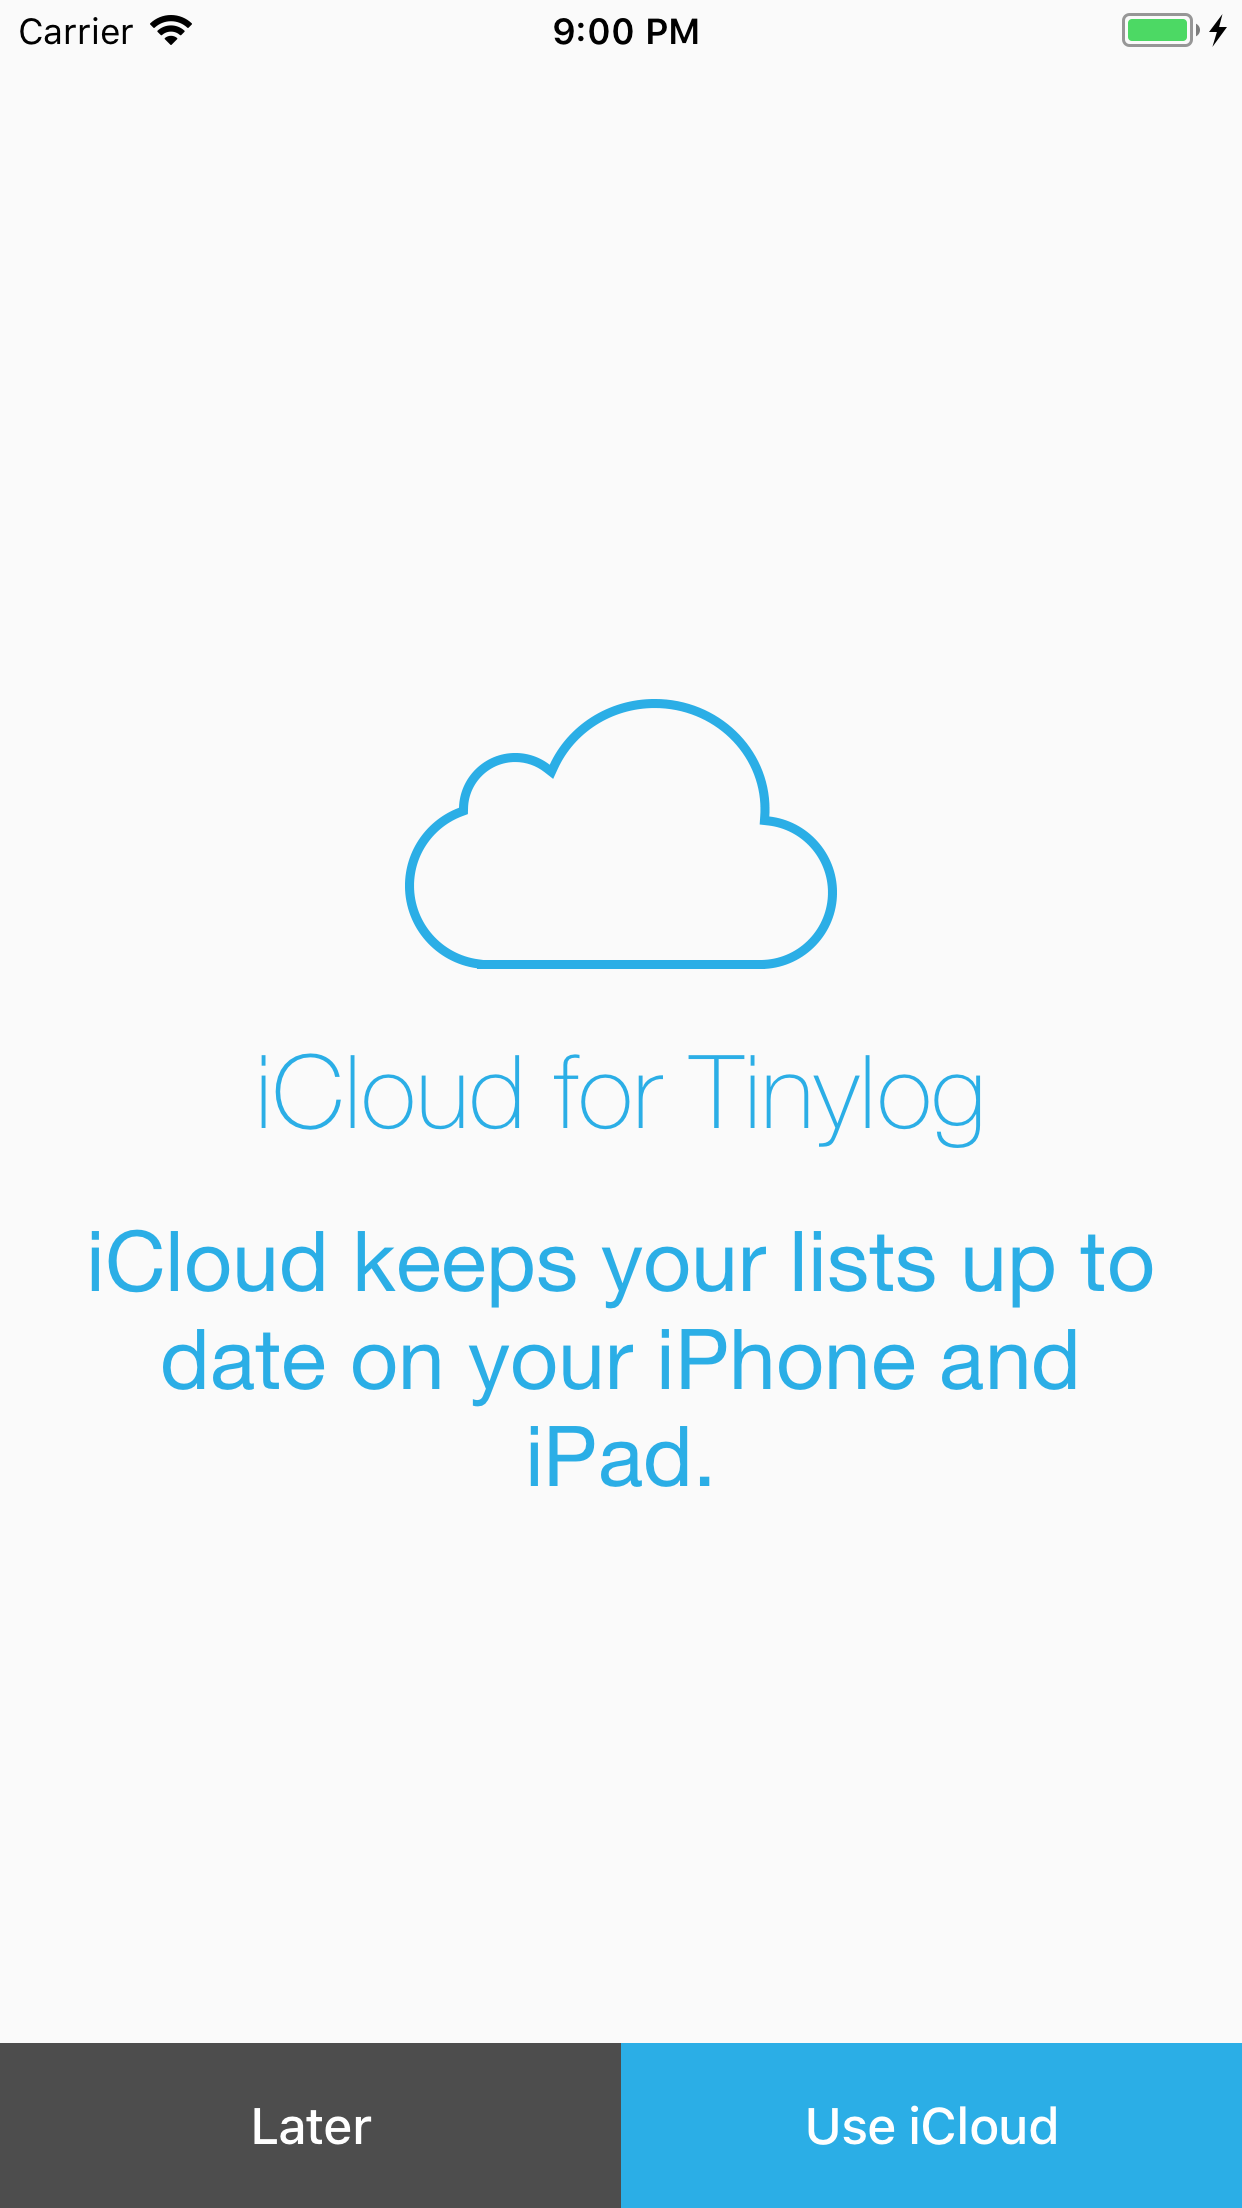 Carrier 9:00 PM
iCloud for Tinylog
iCloud keeps your lists up to
date on your iPhone and
iPad.
Later Use iCloud